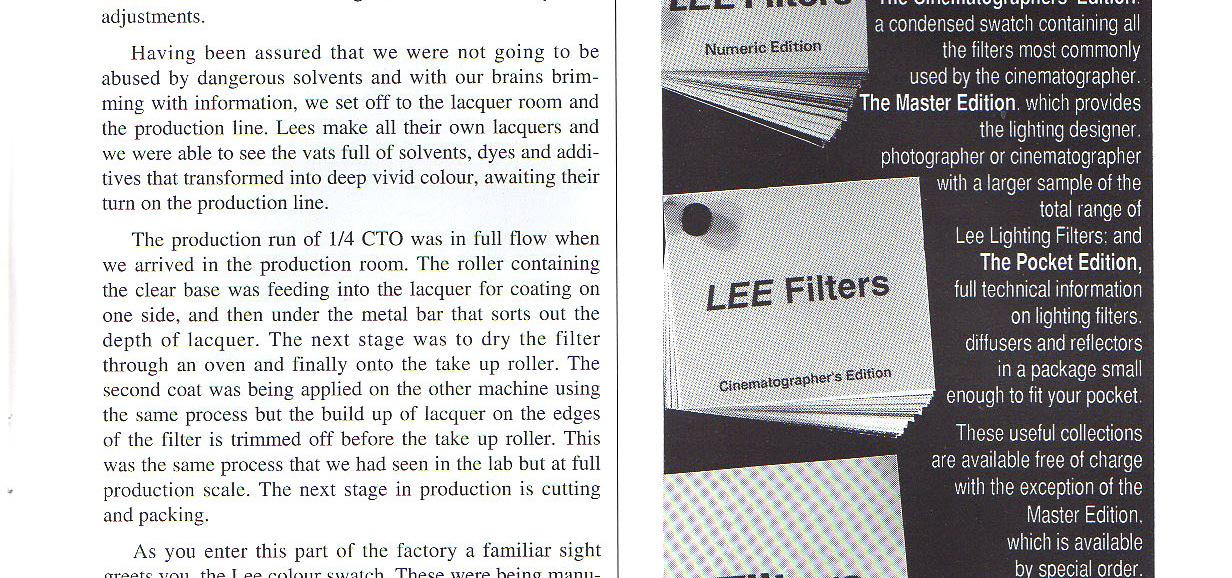 adjustments.
Having been assured that we were not going to be
abused by dangerous solvents and with our brains brim-
ming with information, we set off to the lacquer room and
the production line. Lees make all their own lacquers and
we were able to see the vats full of solvents, dyes and addi-
tives that transformed into deep vivid colour, awaiting their
turn on the production line.
The production run of 1/4 CTO was in full flow when
we arrived in the production room. The roller containing
the clear base was feeding into the lacquer for coating on
one side, and then under the metal bar that sorts out the
depth of lacquer. The next stage was to dry the filter
through an oven and finally onto the take up roller. The
second coat was being applied on the other machine using
the same process but the build up of lacquer on the edges
of the filter is trimmed off before the take up roller. This
was the same process that we had seen in the lab but at full
production scale. The next stage in production is cutting
and packing.
As you enter this part of the factory a familiar sight
greets you, the Lee colour swatch. These were being manu-
LEE Filters
Numeric Edition
LEE Filters
Cinematographer's Edition
The Cinematographers' Edition.
a condensed swatch containing all
the filters most commonly
used by the cinematographer.
The Master Edition. which provides
the lighting designer.
photographer or cinematographer
with a larger sample of the
total range of
Lee Lighting Filters: and
The Pocket Edition,
full technical information
on lighting filters.
diffusers and reflectors
in a package small
enough to fit your pocket.
These useful collections
are available free of charge
with the exception of the
Master Edition.
which is available
by special order.